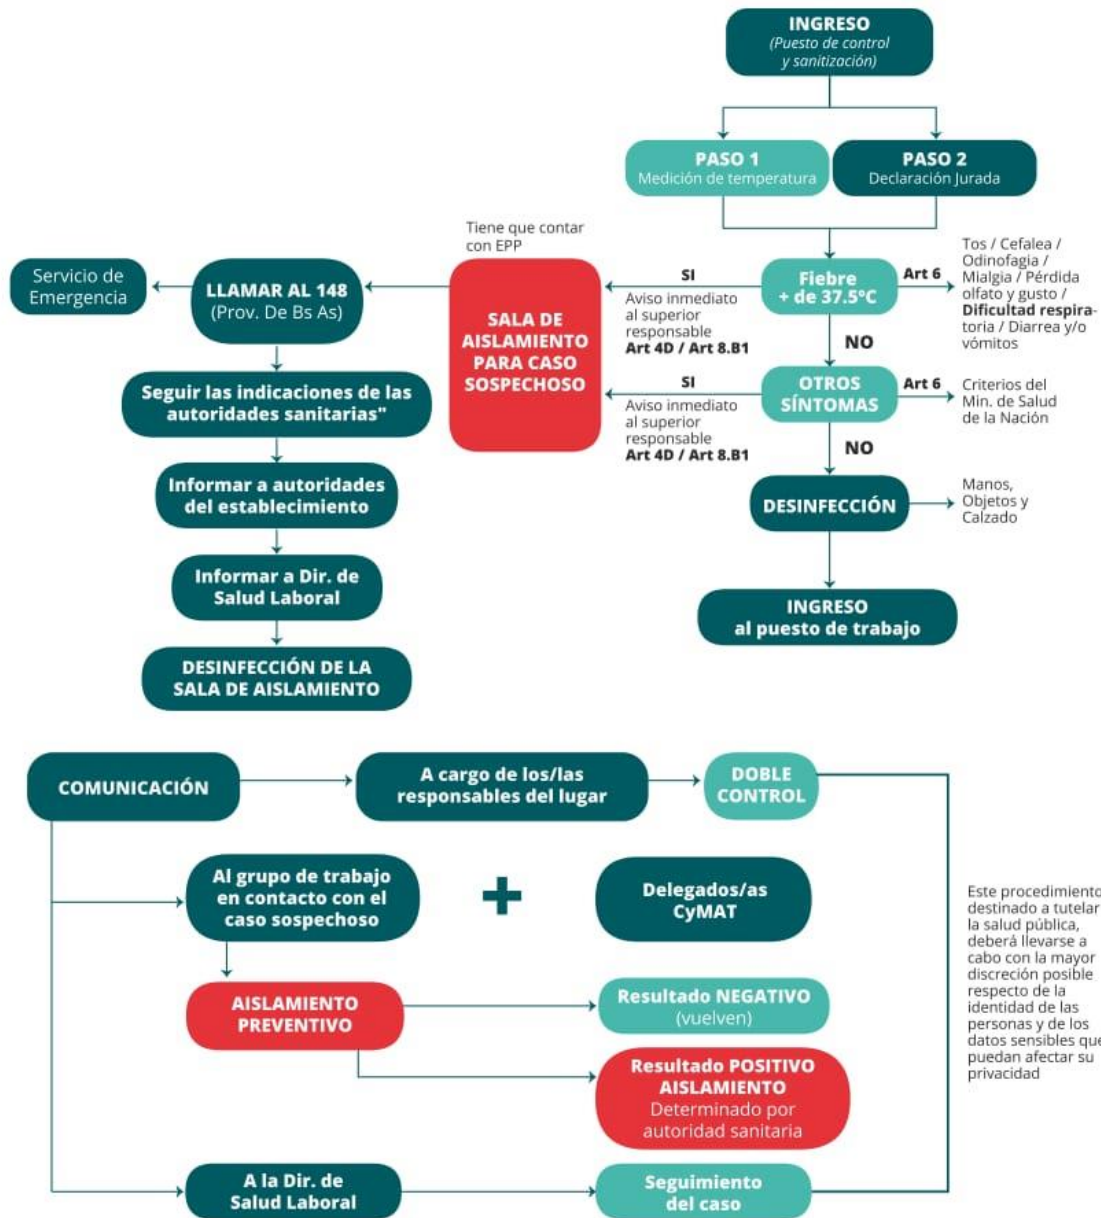 INGRESO
(Puesto de control
y sanitización)
PASO 1
Medición de temperatura
PASO 2
Declaración Jurada
Tiene que contar
con EPP
Servicio de
Emergencia
LLAMAR AL 148
(Prov. De Bs As)
SALA DE
AISLAMIENTO
PARA CASO
SOSPECHOSO
SI
Aviso inmediato
al superior
responsable
Art 4D / Art 8.B1
Fiebre
+ de 37.5ºC
Art 6
Tos / Cefalea /
Odinofagia /
Mialgia / Pérdida
olfato y gusto /
Dificultad respira-
toria / Diarrea y/o
vómitos
NO
SI
Aviso inmediato
al superior
responsable
Art 4D / Art 8.B1
OTROS
SÍNTOMAS
Art 6
Criterios del
Min. de Salud
de la Nación
NO
Seguir las indicaciones de las
autoridades sanitarias"
Informar a autoridades
del establecimiento
DESINFECCIÓN
Manos,
Objetos y
Calzado
Informar a Dir. de
Salud Laboral
INGRESO
al puesto de trabajo
DESINFECCIÓN DE LA
SALA DE AISLAMIENTO
COMUNICACIÓN
A cargo de los/las
responsables del lugar
DOBLE
CONTROL
Al grupo de trabajo
en contacto con el
caso sospechoso
+
Delegados/as
CyMAT
AISLAMIENTO
PREVENTIVO
Resultado NEGATIVO
(vuelven)
Resultado POSITIVO
AISLAMIENTO
Determinado por
autoridad sanitaria
A la Dir. de
Salud Laboral
Seguimiento
del caso
Este procedimiento
destinado a tutelar
la salud pública,
deberá llevarse a
cabo con la mayor
discreción posible
respecto de la
identidad de las
personas y de los
datos sensibles que
puedan afectar su
privacidad